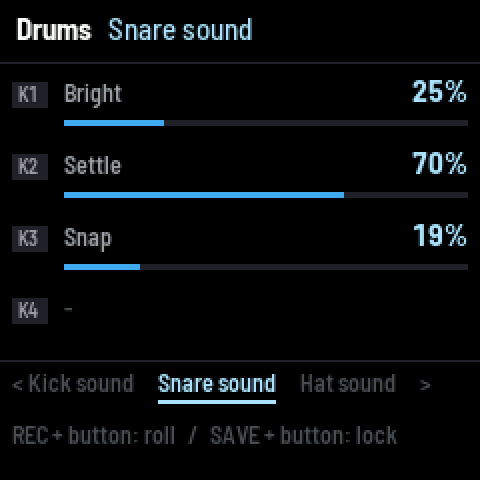 Drums Snare sound
K1 Bright 25%
K2 Settle 70%
K3 Snap 19%
K4 -
< Kick sound Snare sound Hat sound >
REC + button: roll / SAVE + button: lock